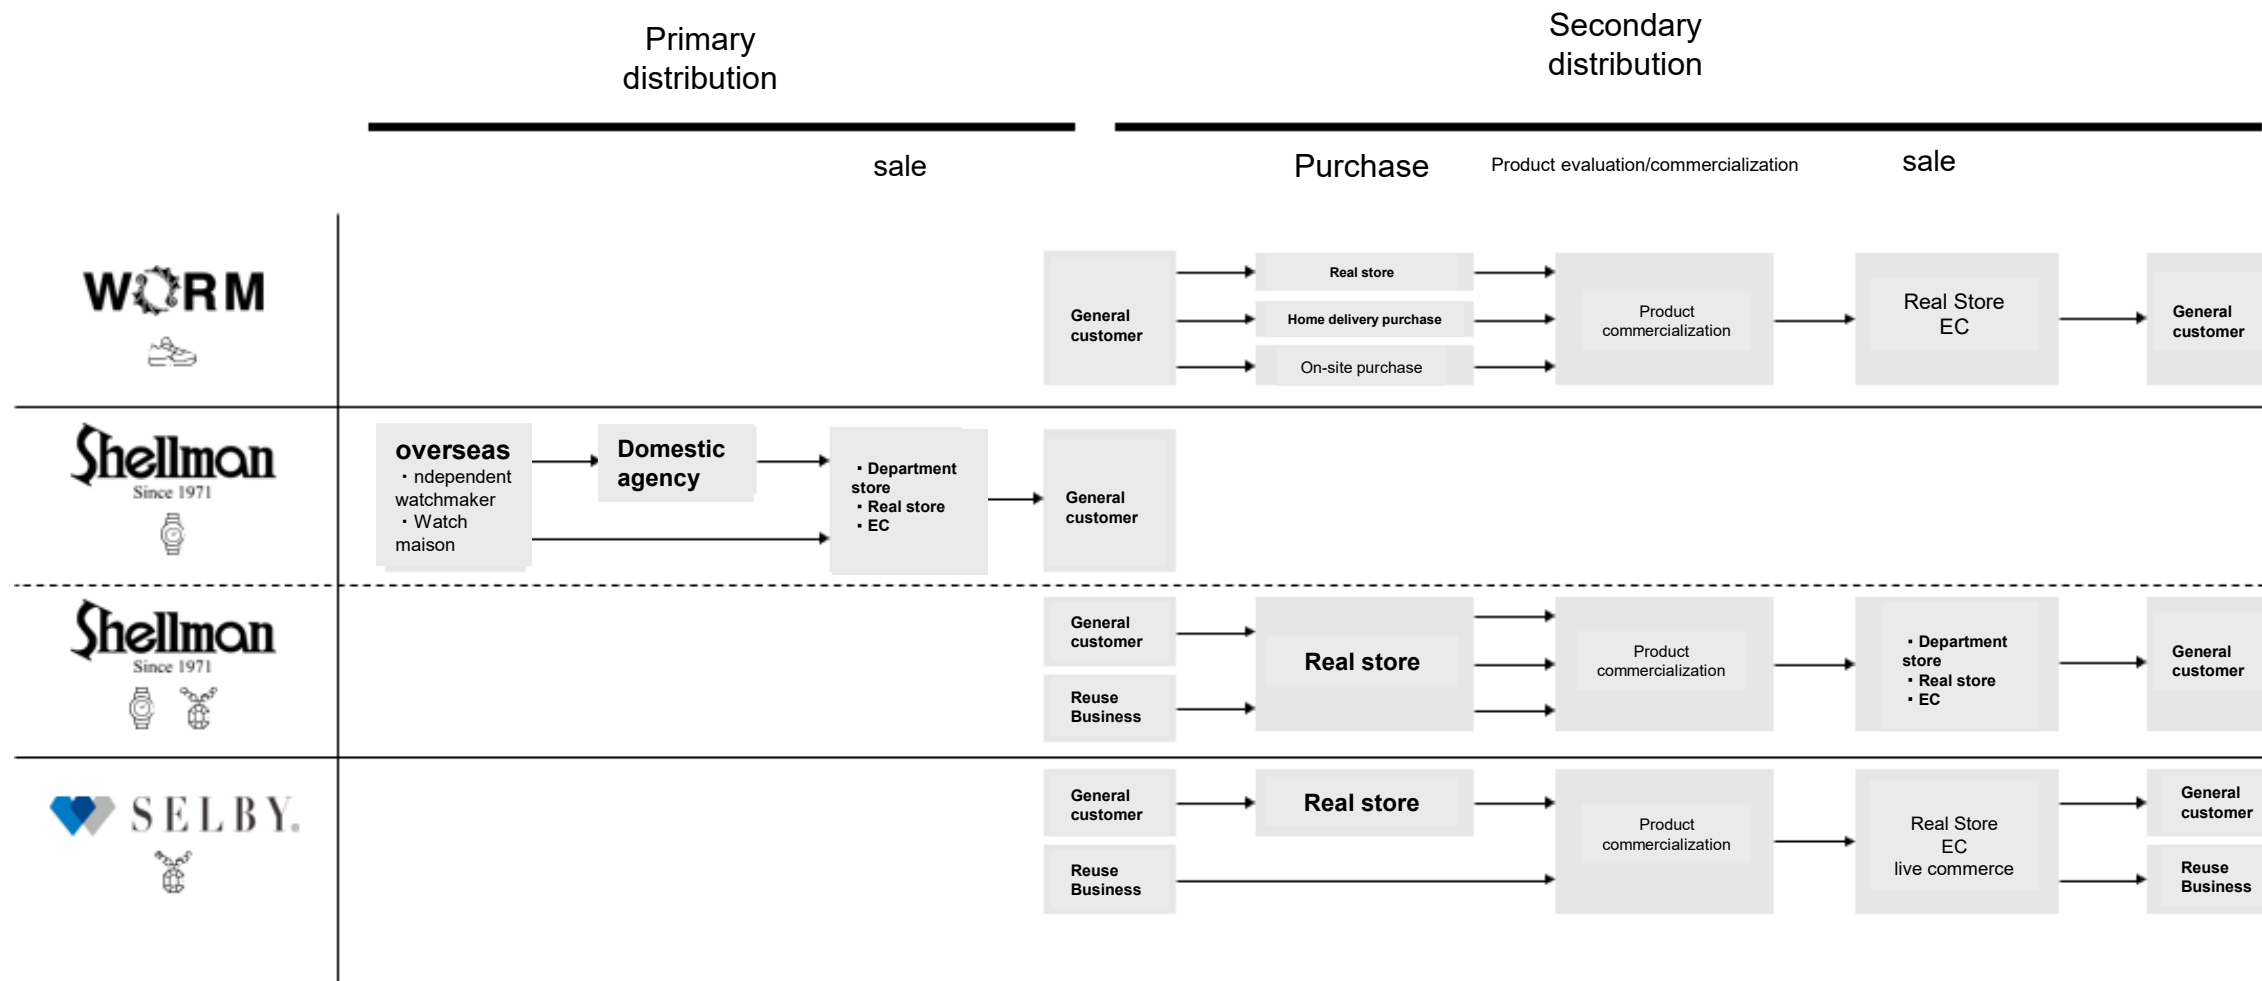 Primary
distribution
Secondary
distribution
sale
Purchase
Product evaluation/commercialization
sale
WORM
General
customer
Real store
Home delivery purchase
On-site purchase
Product
commercialization
Real Store
EC
General
customer
Shellman
Since 1971
overseas
・ndependent
watchmaker
・Watch
maison
Domestic
agency
・Department
store
・Real store
・EC
General
customer
Shellman
Since 1971
General
customer
Reuse
Business
Real store
Product
commercialization
・Department
store
・Real store
・EC
General
customer
SELBY®
General
customer
Reuse
Business
Real store
Product
commercialization
Real Store
EC
live commerce
General
customer
Reuse
Business